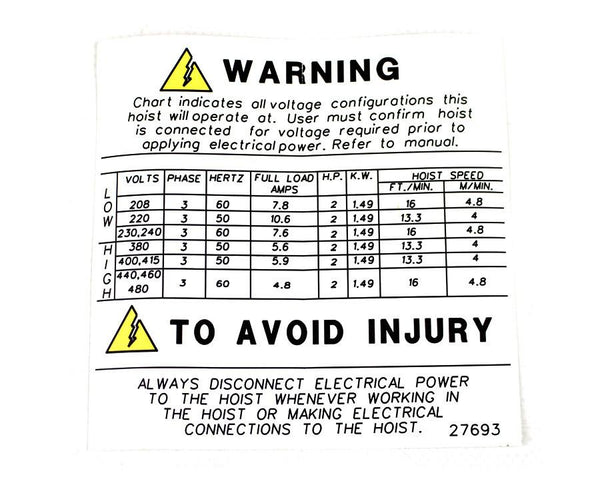 WARNING
Chart indicates all voltage configurations this
hoist will operate at. User must confirm hoist
is connected for voltage required prior to
applying electrical power. Refer to manual.
VOLTS PHASE HERTZ FULL LOAD AMPS H.P. K.W. HOIST SPEED
FT./MIN. M/MIN.
LOW
208 3 60 7.8 2 1.49 16 4.8
220 3 50 10.6 2 1.49 13.3 4
230,240 3 60 7.6 2 1.49 16 4.8
HIGH
380 3 50 5.6 2 1.49 13.3 4
400,415 3 50 5.9 2 1.49 13.3 4
440,460 480 3 60 4.8 2 1.49 16 4.8
TO AVOID INJURY
ALWAYS DISCONNECT ELECTRICAL POWER
TO THE HOIST WHENEVER WORKING IN
THE HOIST OR MAKING ELECTRICAL
CONNECTIONS TO THE HOIST. 27693